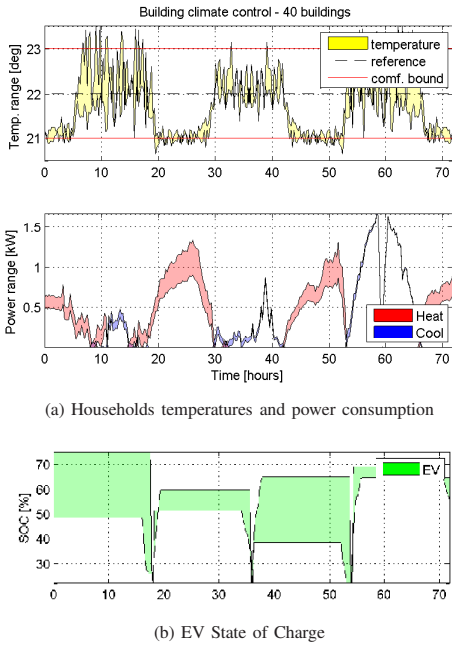 Building climate control - 40 buildings
Temp. range [deg]
23
22
21
temperature
reference
comf. bound
0 10 20 30 40 50 60 70
Power range [kW]
1.5
1
0.5
Heat
Cool
0 10 20 30 40 50 60 70
Time [hours]
(a) Households temperatures and power consumption
SOC [%]
70
60
50
40
30
EV
0 10 20 30 40 50 60 70
(b) EV State of Charge